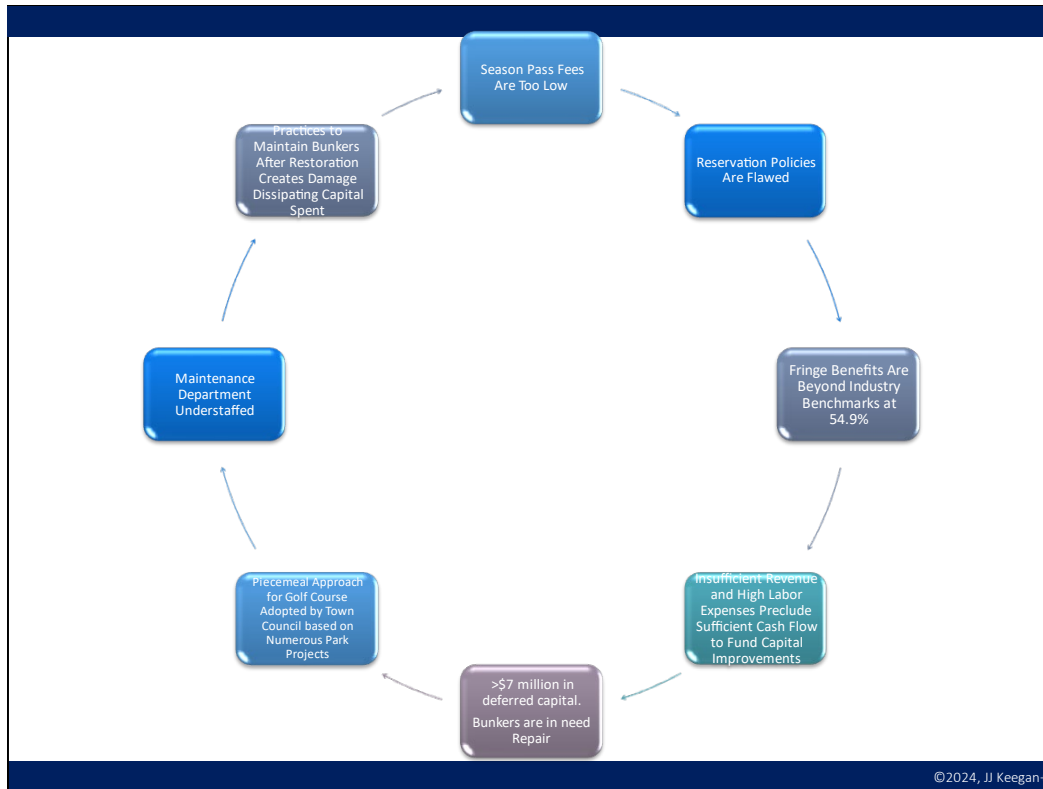 Season Pass Fees
Are Too Low
Reservation Policies
Are Flawed
Fringe Benefits Are
Beyond Industry
Benchmarks at
54.9%
Insufficient Revenue
and High Labor
Expenses Preclude
Sufficient Cash Flow
to Fund Capital
Improvements
>$7 million in
deferred capital.
Bunkers are in need
Repair
Piecemeal Approach
for Golf Course
Adopted by Town
Council based on
Numerous Park
Projects
Maintenance
Department
Understaffed
Practices to
Maintain Bunkers
After Restoration
Creates Damage
Dissipating Capital
Spent
©2024, JJ Keegan+